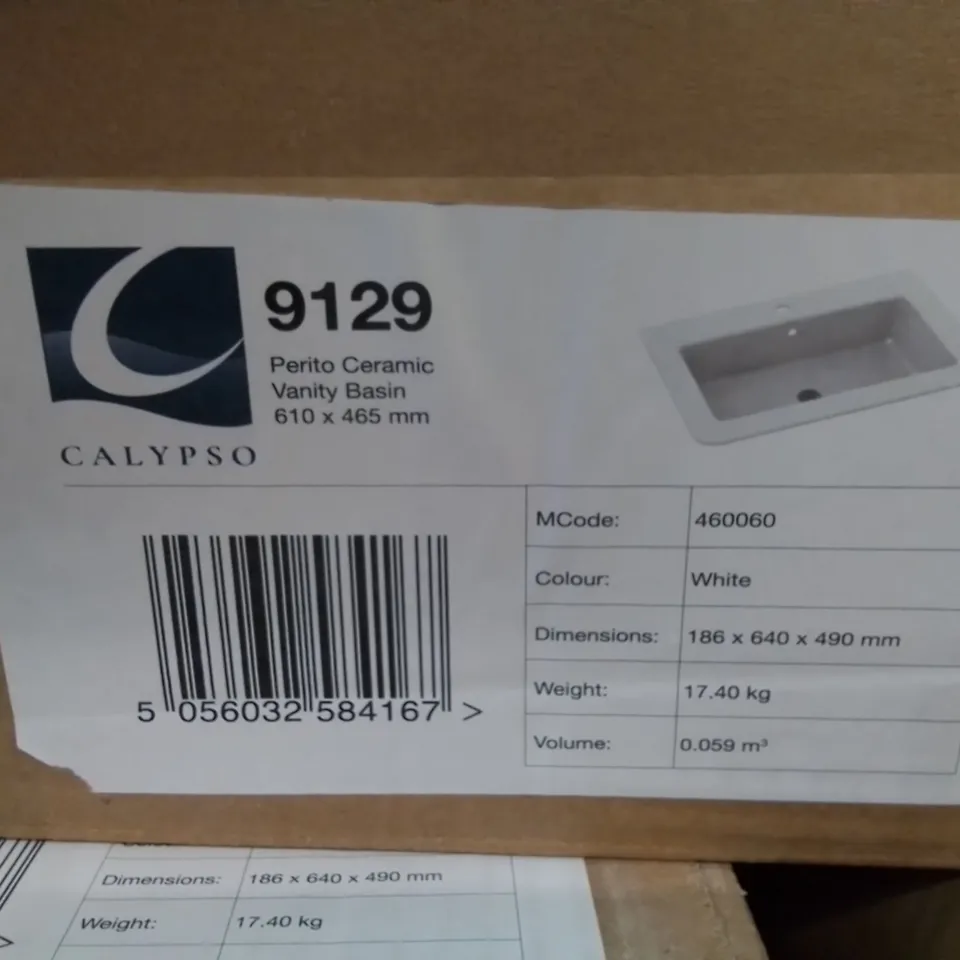 9129
Perito Ceramic
Vanity Basin
610 x 465 mm
CALYPSO
MCode: 460060
Colour: White
Dimensions: 186 x 640 x 490 mm
Weight: 17.40 kg
Volume: 0.059 m³
5 056032 584167 >
Dimensions: 186 x 640 x 490 mm
Weight: 17.40 kg